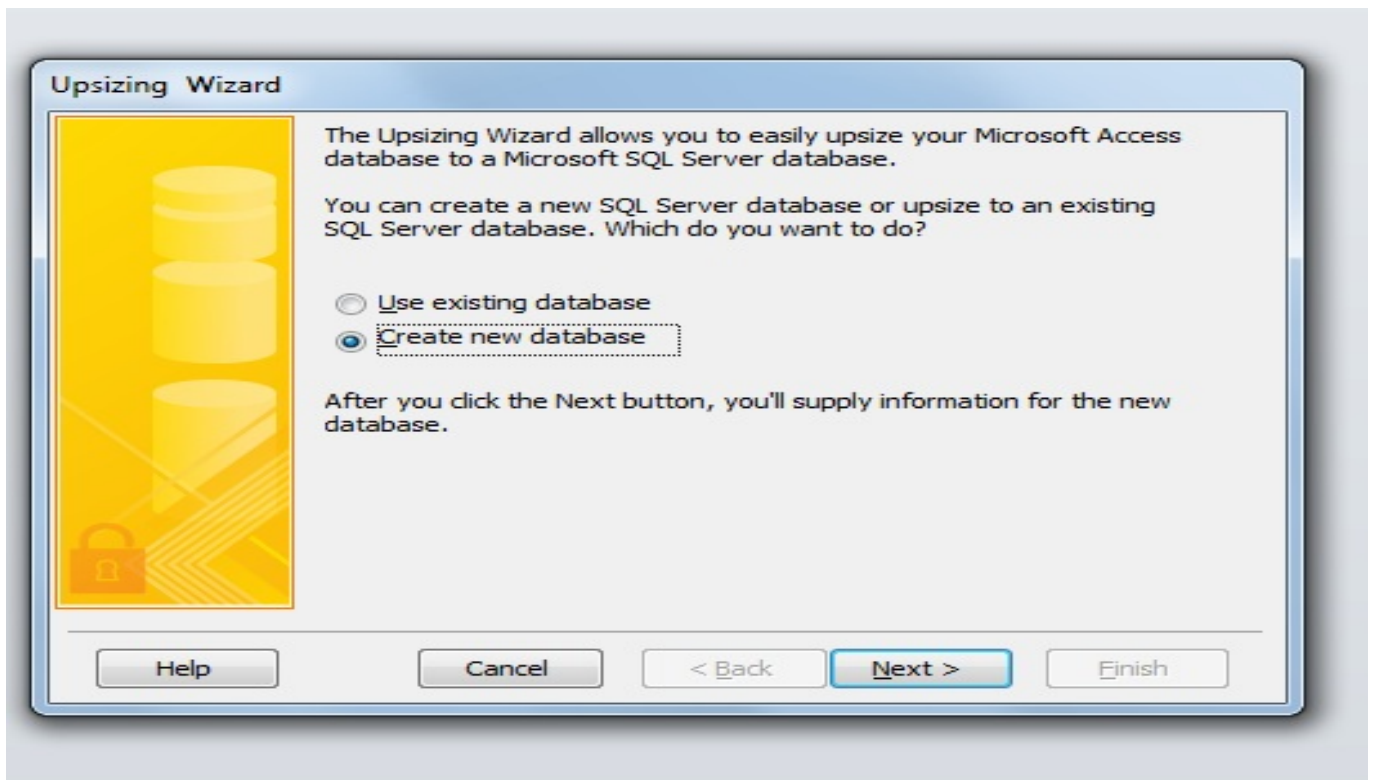 Upsizing Wizard
The Upsizing Wizard allows you to easily upsize your Microsoft Access
database to a Microsoft SQL Server database.
You can create a new SQL Server database or upsize to an existing
SQL Server database. Which do you want to do?
Use existing database
Create new database
After you click the Next button, you'll supply information for the new
database.
Help Cancel < Back Next > Finish